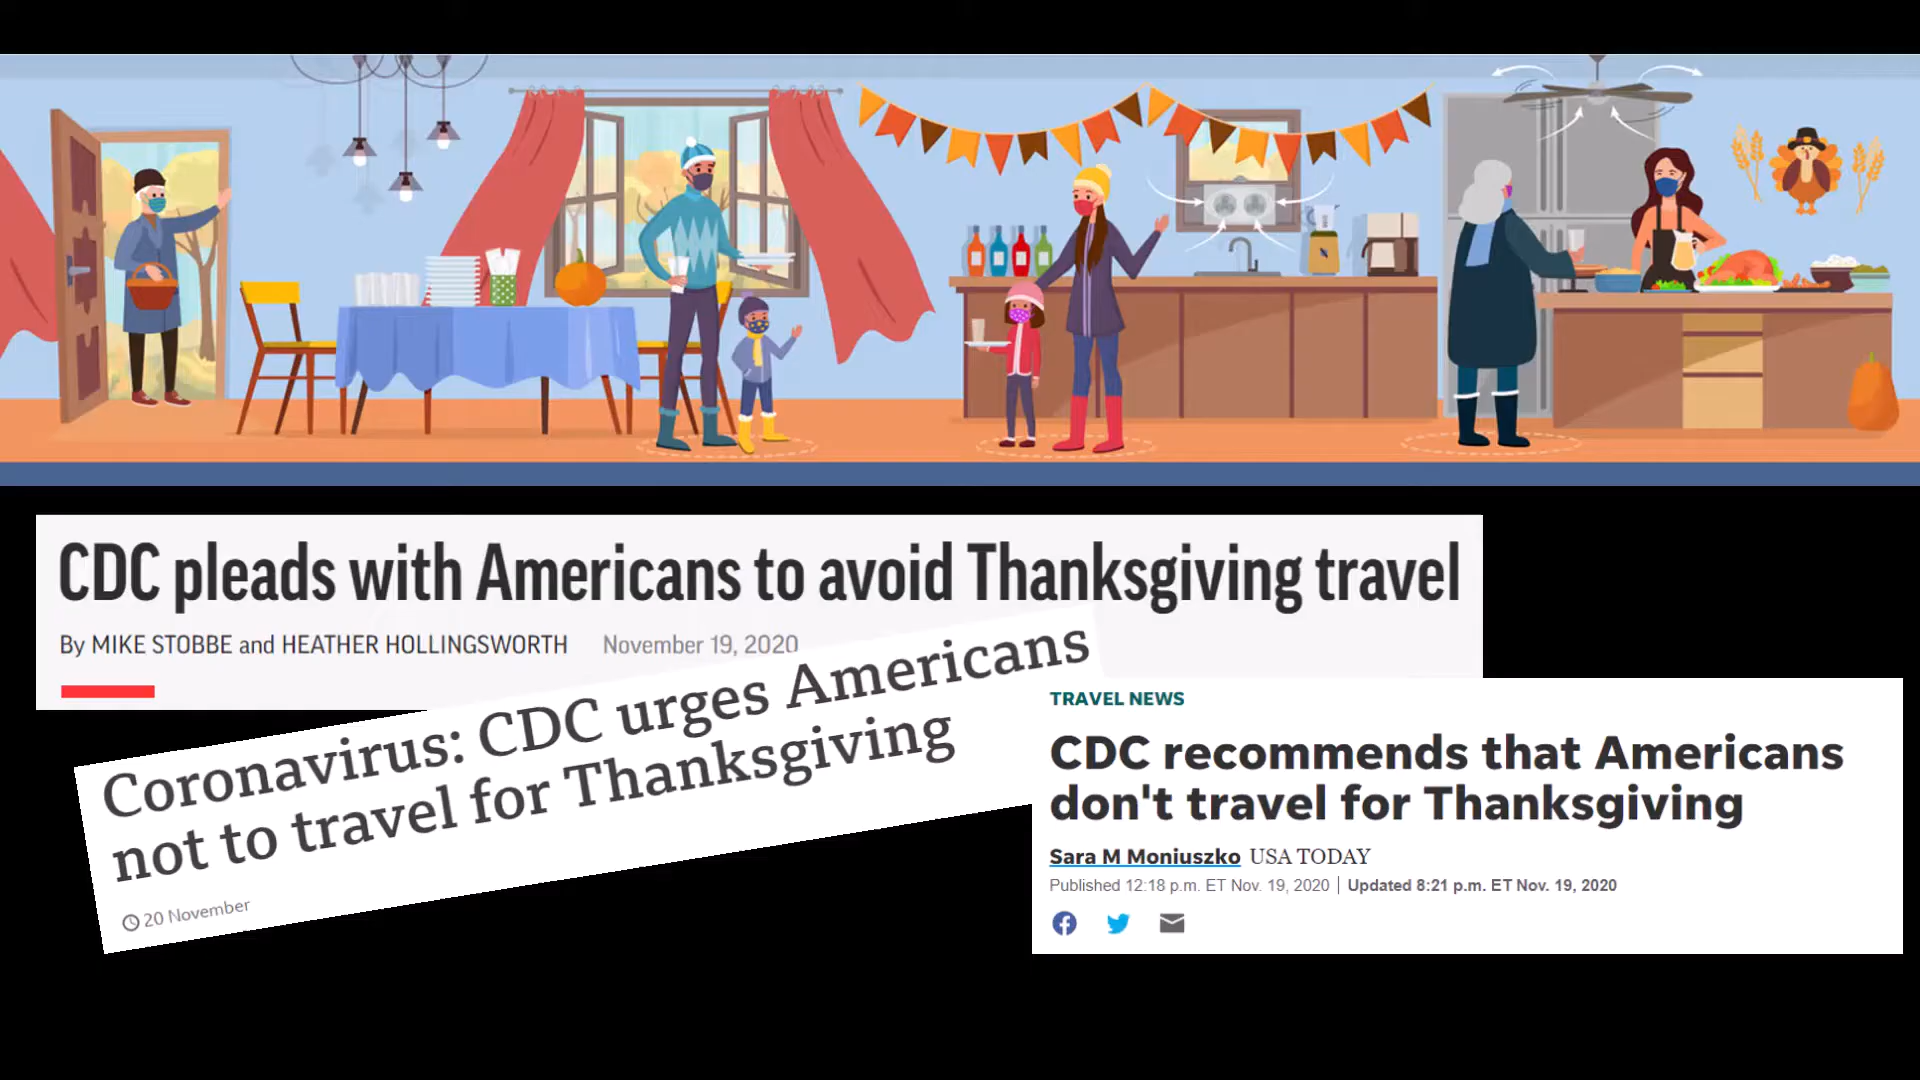 CDC pleads with Americans to avoid Thanksgiving travel
By MIKE STOBBE and HEATHER HOLLINGSWORTH November 19, 2020
Coronavirus: CDC urges Americans
not to travel for Thanksgiving
20 November
TRAVEL NEWS
CDC recommends that Americans
don't travel for Thanksgiving
Sara M Moniuszko USA TODAY
Published 12:18 p.m. ET Nov. 19, 2020 | Updated 8:21 p.m. ET Nov. 19, 2020